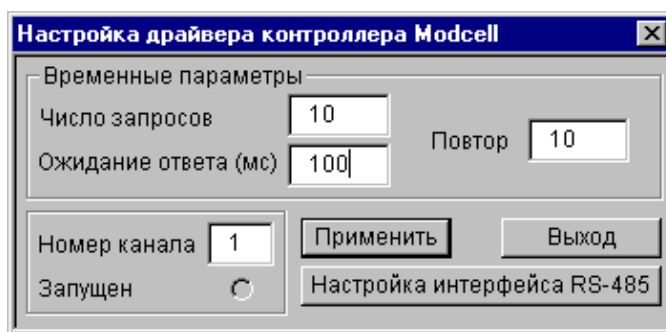 Настройка драйвера контроллера Modcell
Временные параметры
Число запросов 10
Повтор 10
Ожидание ответа (мс) 100
Номер канала 1
Применить Выход
Запущен
Настройка интерфейса RS-485